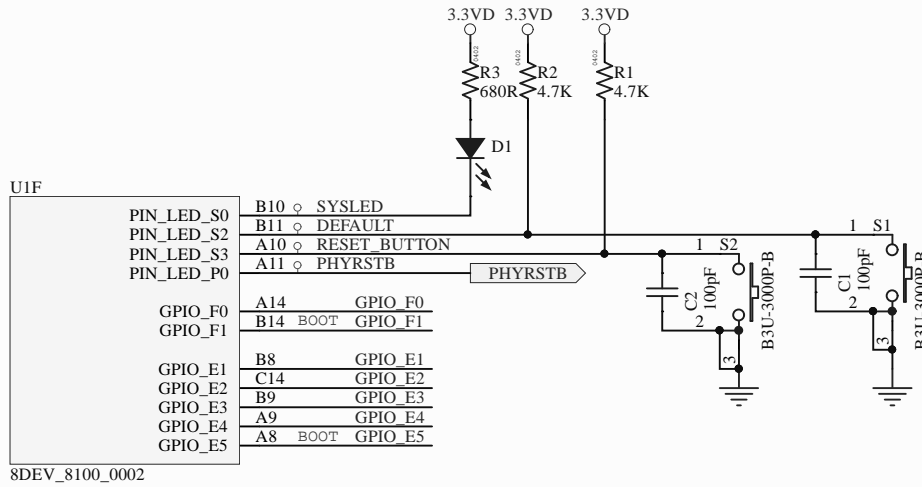 3.3VD 3.3VD 3.3VD
0402 0402 0402
R3 R2 R1
680R 4.7K 4.7K
D1
U1F
PIN_LED_S0 B10 SYSLED
PIN_LED_S2 B11 DEFAULT 1 S1
PIN_LED_S3 A10 RESET_BUTTON 1 S2
PIN_LED_P0 A11 PHYRSTB PHYRSTB
C2 100pF B3U-3000P-B C1 100pF B3U-3000P-B
2 2
3 3
GPIO_F0 A14 GPIO_F0
GPIO_F1 B14 BOOT GPIO_F1
GPIO_E1 B8 GPIO_E1
GPIO_E2 C14 GPIO_E2
GPIO_E3 B9 GPIO_E3
GPIO_E4 A9 GPIO_E4
GPIO_E5 A8 BOOT GPIO_E5
8DEV_8100_0002